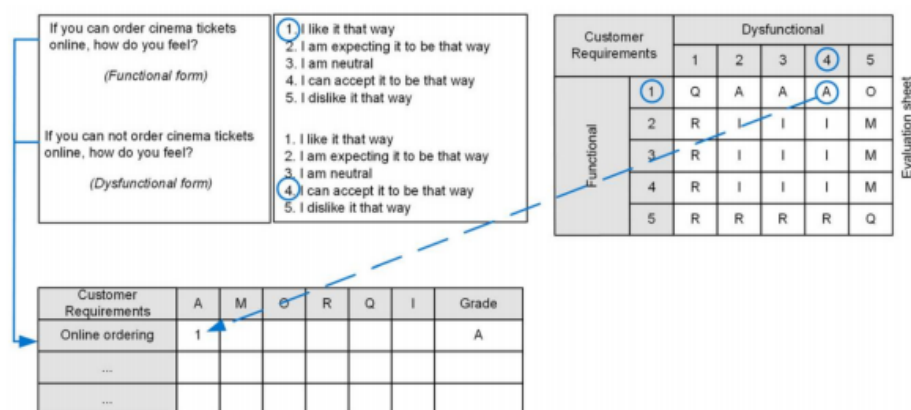 If you can order cinema tickets
online, how do you feel?
(Functional form)
1. I like it that way
2. I am expecting it to be that way
3. I am neutral
4. I can accept it to be that way
5. I dislike it that way
If you can not order cinema tickets
online, how do you feel?
(Dysfunctional form)
1. I like it that way
2. I am expecting it to be that way
3. I am neutral
4. I can accept it to be that way
5. I dislike it that way
Customer
Requirements
Dysfunctional
1 2 3 4 5
Functional
1 Q A A A O
2 R I I I M
3 R I I I M
4 R I I I M
5 R R R R Q
Evaluation sheet
Customer
Requirements A M O R Q I Grade
Online ordering 1 A
...
...